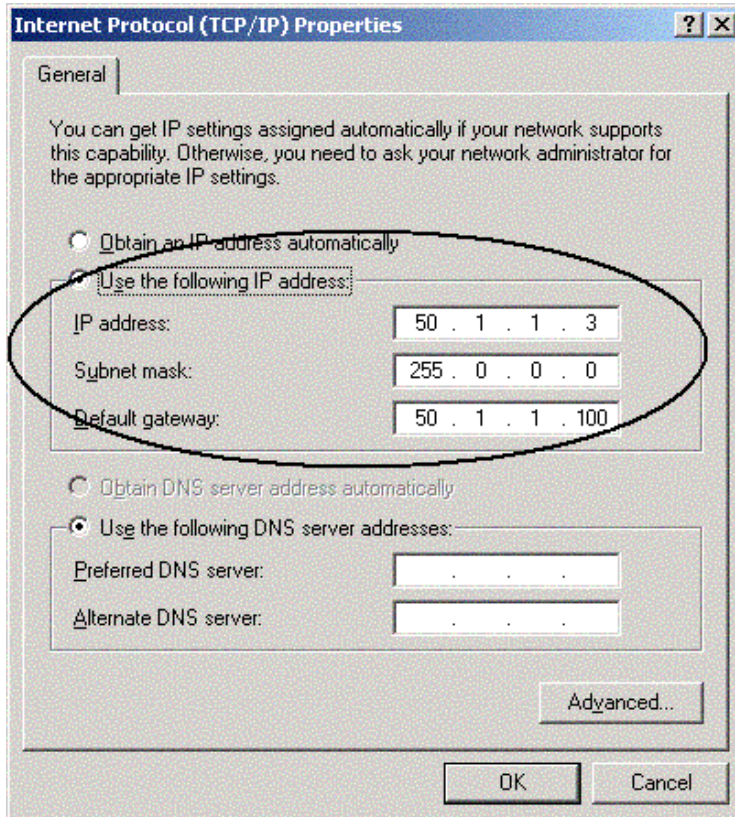 Internet Protocol (TCP/IP) Properties
General
You can get IP settings assigned automatically if your network supports
this capability. Otherwise, you need to ask your network administrator for
the appropriate IP settings.
Obtain an IP address automatically
Use the following IP address:
IP address: 50 . 1 . 1 . 3
Subnet mask: 255 . 0 . 0 . 0
Default gateway: 50 . 1 . 1 . 100
Obtain DNS server address automatically
Use the following DNS server addresses:
Preferred DNS server: . . .
Alternate DNS server: . . .
Advanced...
OK Cancel